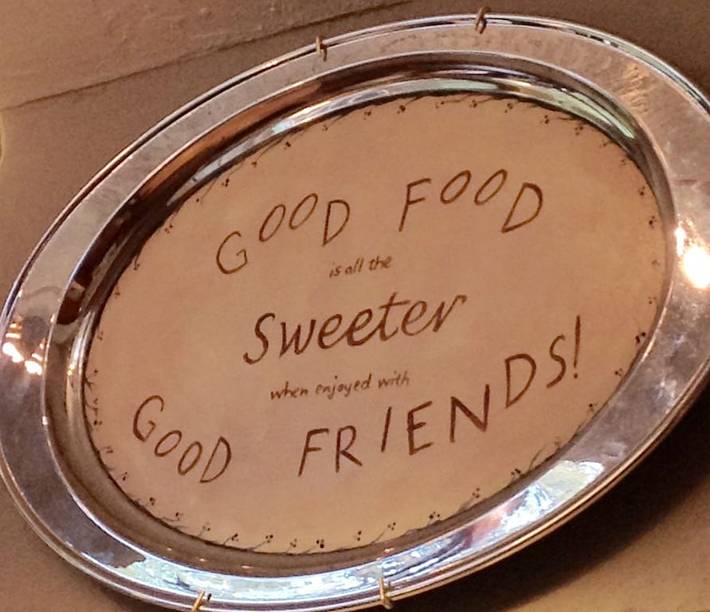 GOOD FOOD
is all the
Sweeter
when enjoyed with
GOOD FRIENDS!